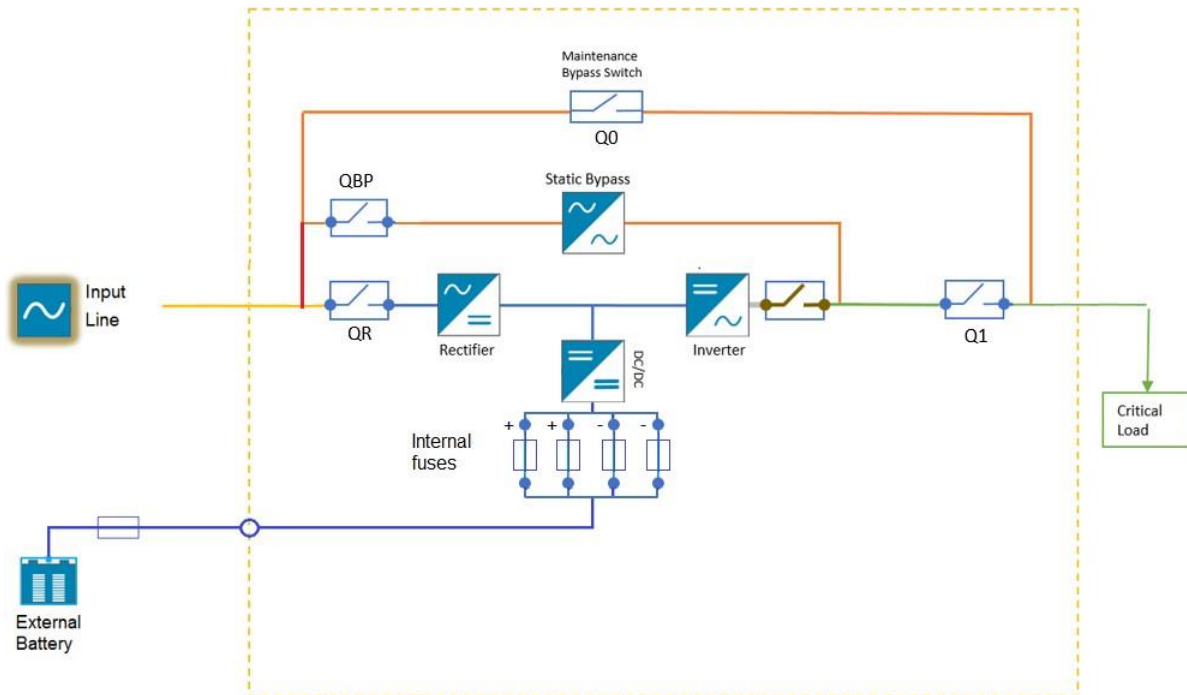 Maintenance
Bypass Switch
Q0
QBP
Static Bypass
Input
Line
QR
Rectifier
Inverter
Q1
DC/DC
Critical
Load
+ + - -
Internal
fuses
External
Battery